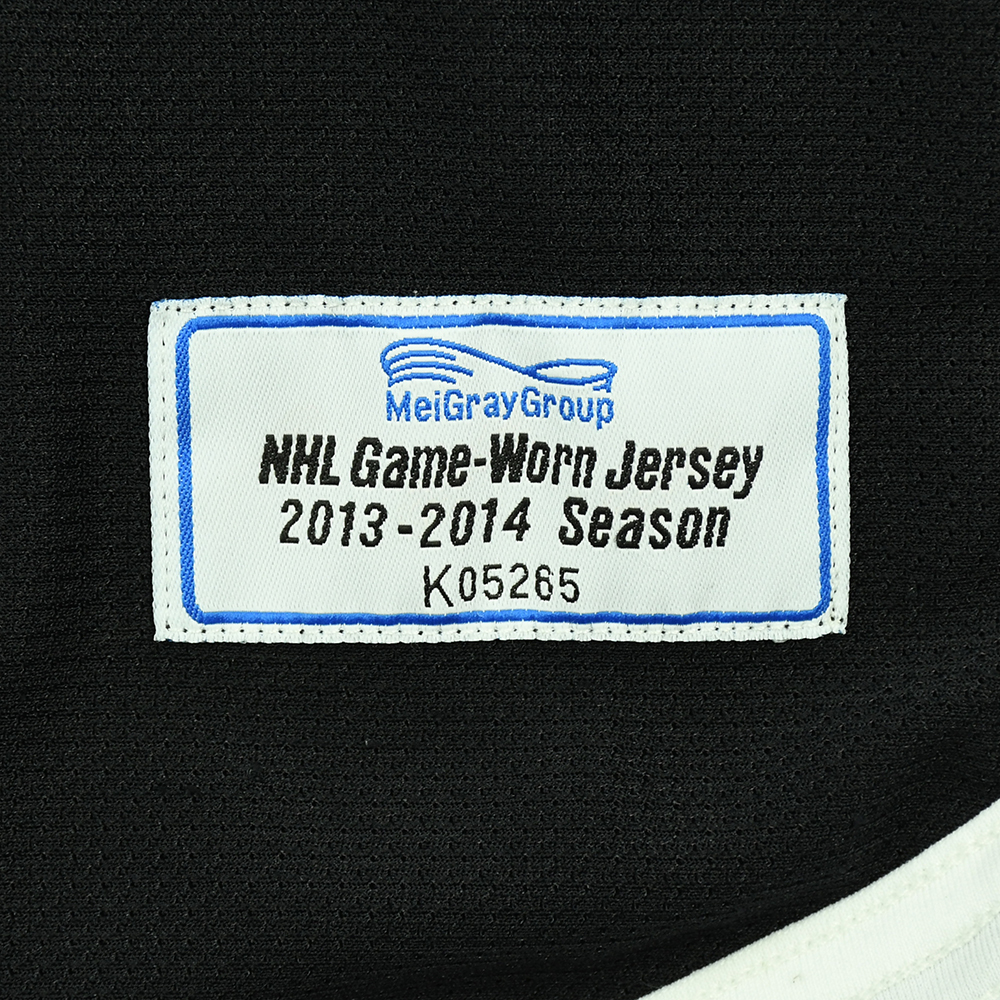 MeiGrayGroup
NHL Game-Worn Jersey
2013-2014 Season
K05265